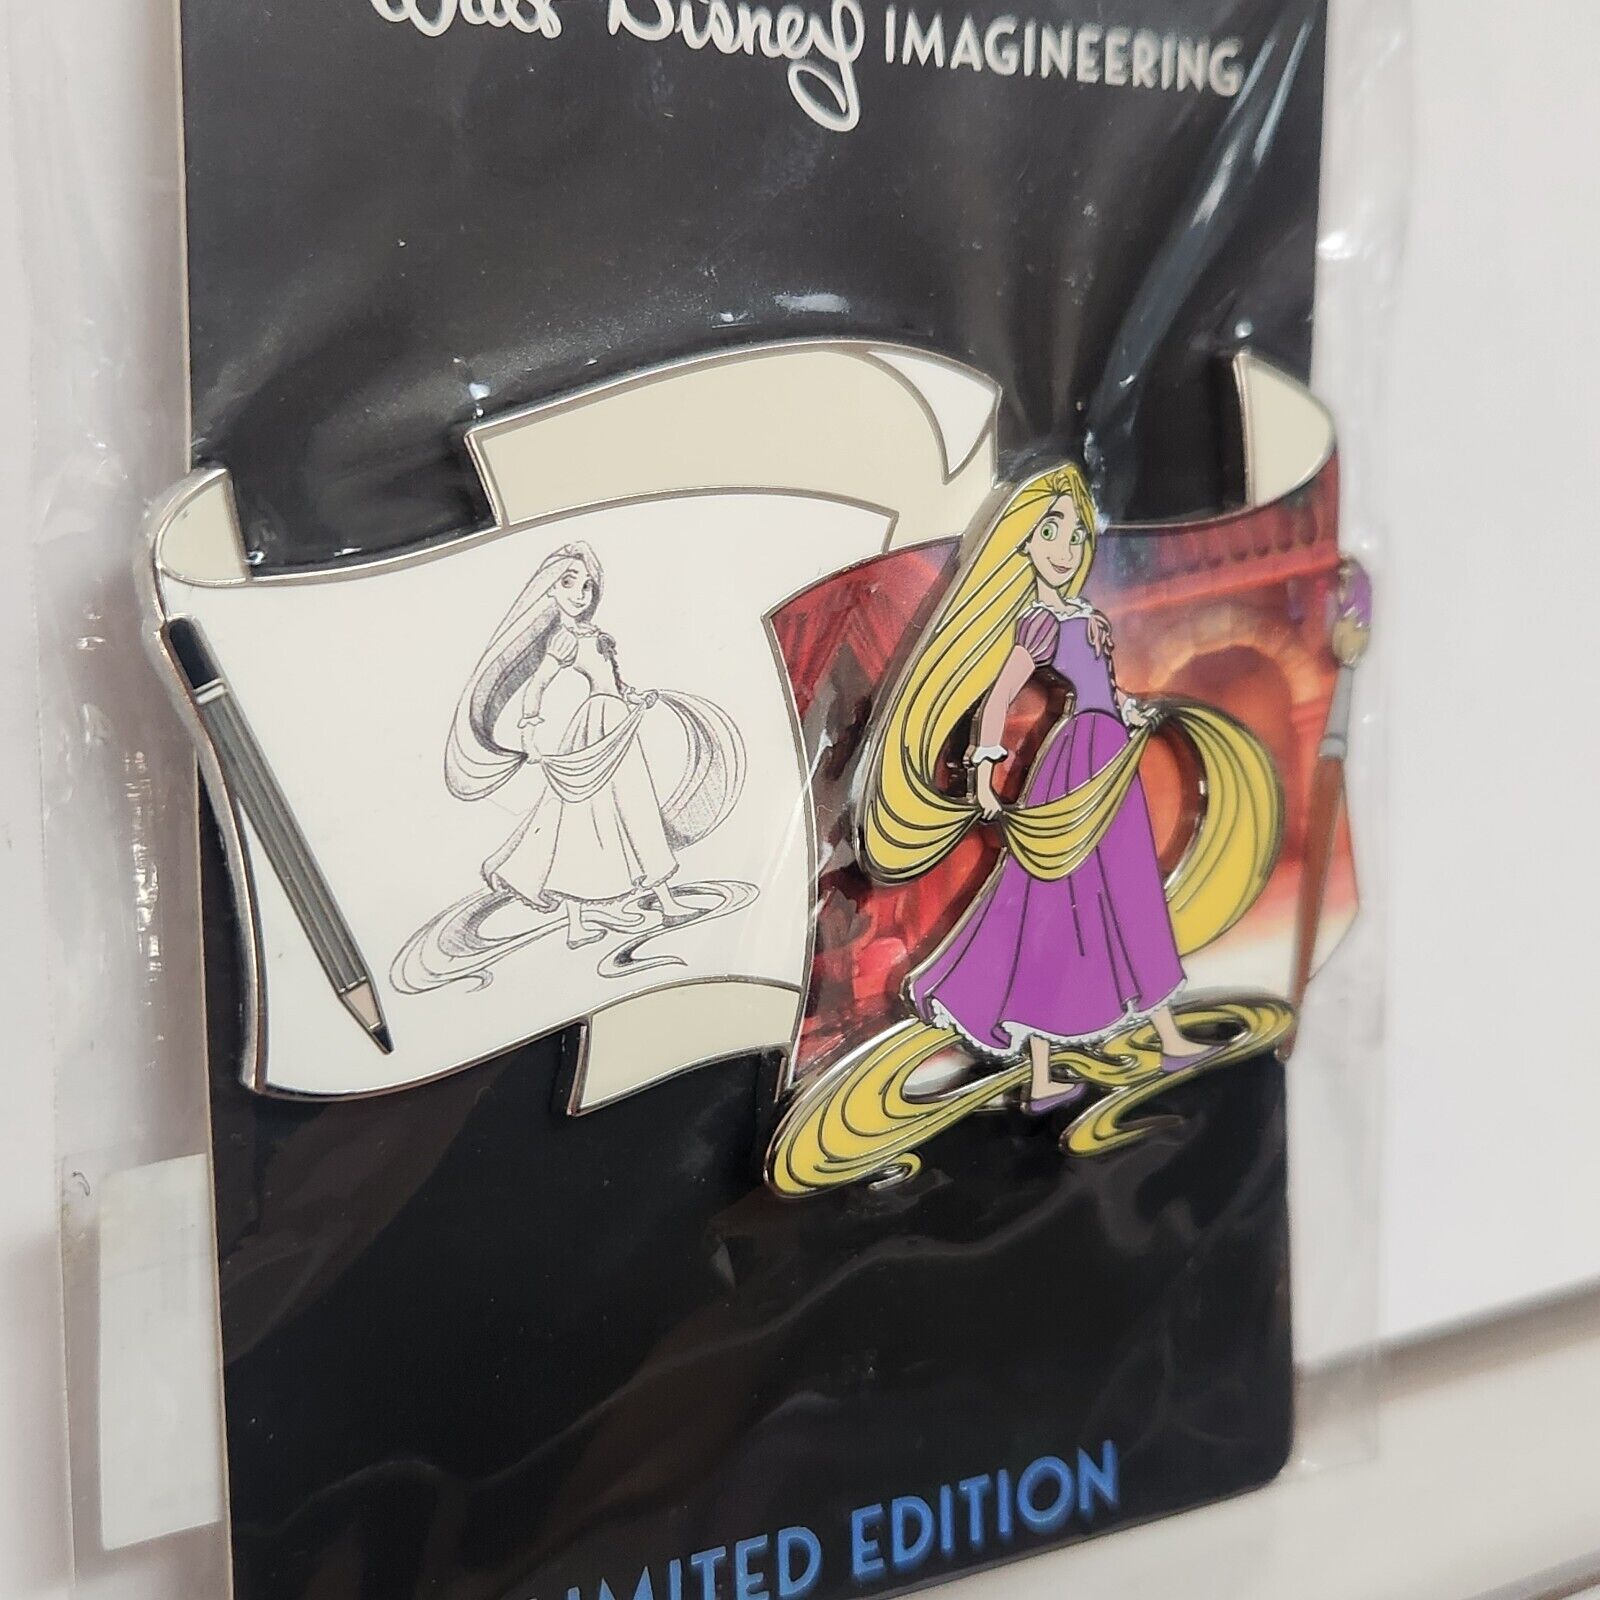 Walt Disney IMAGINEERING
LIMITED EDITION